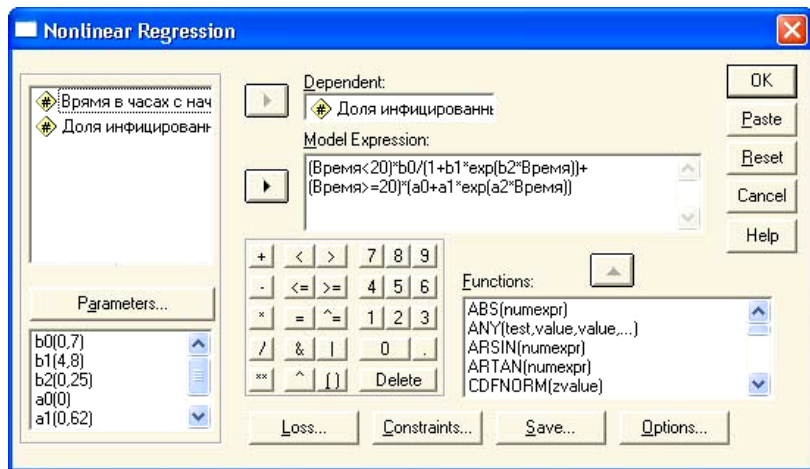 Nonlinear Regression
Врямя в часах с нач
Доля инфицированн
Parameters...
b0(0,7)
b1(4,8)
b2(0,25)
a0(0)
a1(0,62)
Dependent:
Доля инфицированны
Model Expression:
(Время<20)*b0/(1+b1*exp(b2*Время))+
(Время>=20)*(a0+a1*exp(a2*Время))
+ < > 7 8 9
- <= >= 4 5 6
* = ^= 1 2 3
/ & | 0 .
** ^ () Delete
Functions:
ABS(numexpr)
ANY(test,value,value,...)
ARSIN(numexpr)
ARTAN(numexpr)
CDFNORM(zvalue)
OK
Paste
Reset
Cancel
Help
Loss... Constraints... Save... Options...